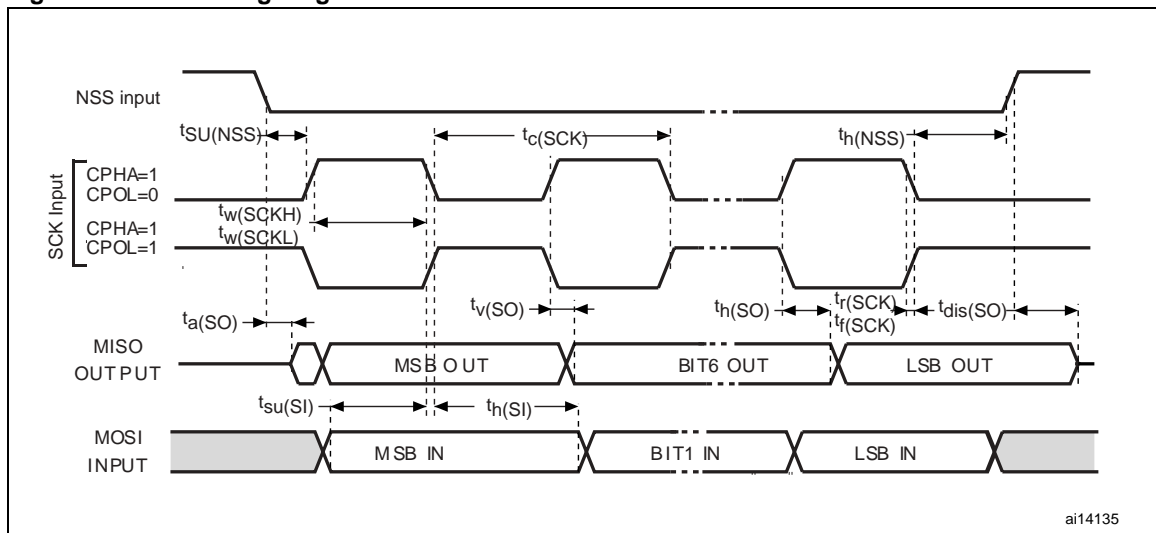 NSS input
tSU(NSS)
tc(SCK)
th(NSS)
SCK Input
CPHA=1
CPOL=0
tw(SCKH)
tw(SCKL)
CPHA=1
CPOL=1
ta(SO)
tv(SO)
th(SO)
tr(SCK)
tf(SCK)
tdis(SO)
MISO
OUTPUT
MSB OUT
BIT6 OUT
LSB OUT
tsu(SI)
th(SI)
MOSI
INPUT
MSB IN
BIT1 IN
LSB IN
ai14135